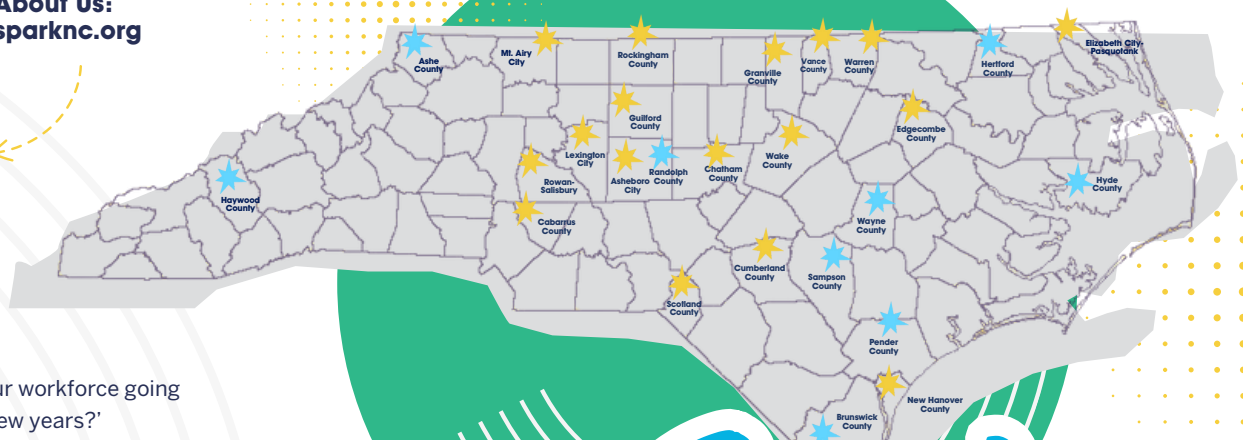 About Us:
sparknc.org
Ashe
County
Mt. Airy
City
Rockingham
County
Granville
County
Vance
County
Warren
County
Hertford
County
Elizabeth City-
Pasquotank
Guilford
County
Edgecombe
County
Lexington
City
Rowan-
Salisbury
Asheboro
City
Randolph
County
Chatham
County
Wake
County
Haywood
County
Cabarrus
County
Wayne
County
Hyde
County
Cumberland
County
Sampson
County
Scotland
County
Pender
County
New Hanover
County
Brunswick
County
ur workforce going
ew years?’